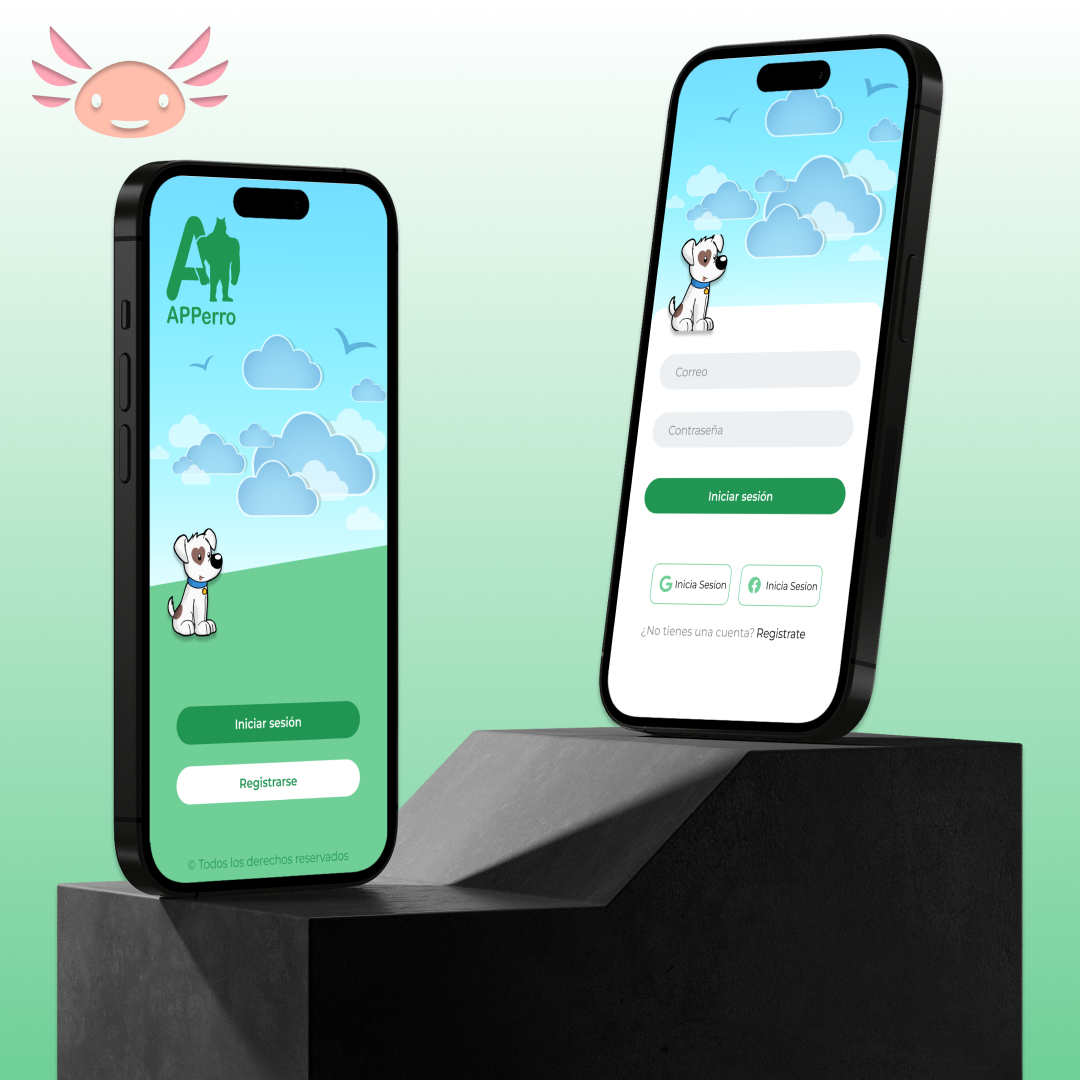 APPerro
Iniciar sesión
Registrarse
© Todos los derechos reservados
Correo
Contraseña
Iniciar sesión
G Inicia Sesion
Inicia Sesion
¿No tienes una cuenta? Registrate